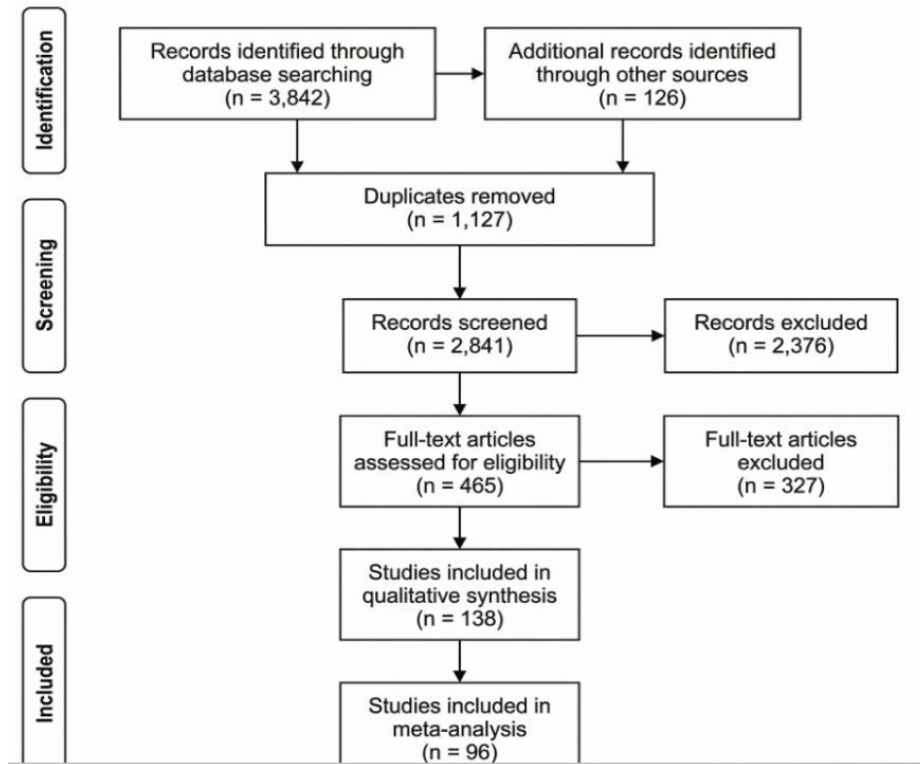 Identification
Records identified through
database searching
(n = 3,842)
Additional records identified
through other sources
(n = 126)
Duplicates removed
(n = 1,127)
Screening
Records screened
(n = 2,841)
Records excluded
(n = 2,376)
Eligibility
Full-text articles
assessed for eligibility
(n = 465)
Full-text articles
excluded
(n = 327)
Studies included in
qualitative synthesis
(n = 138)
Included
Studies included in
meta-analysis
(n = 96)